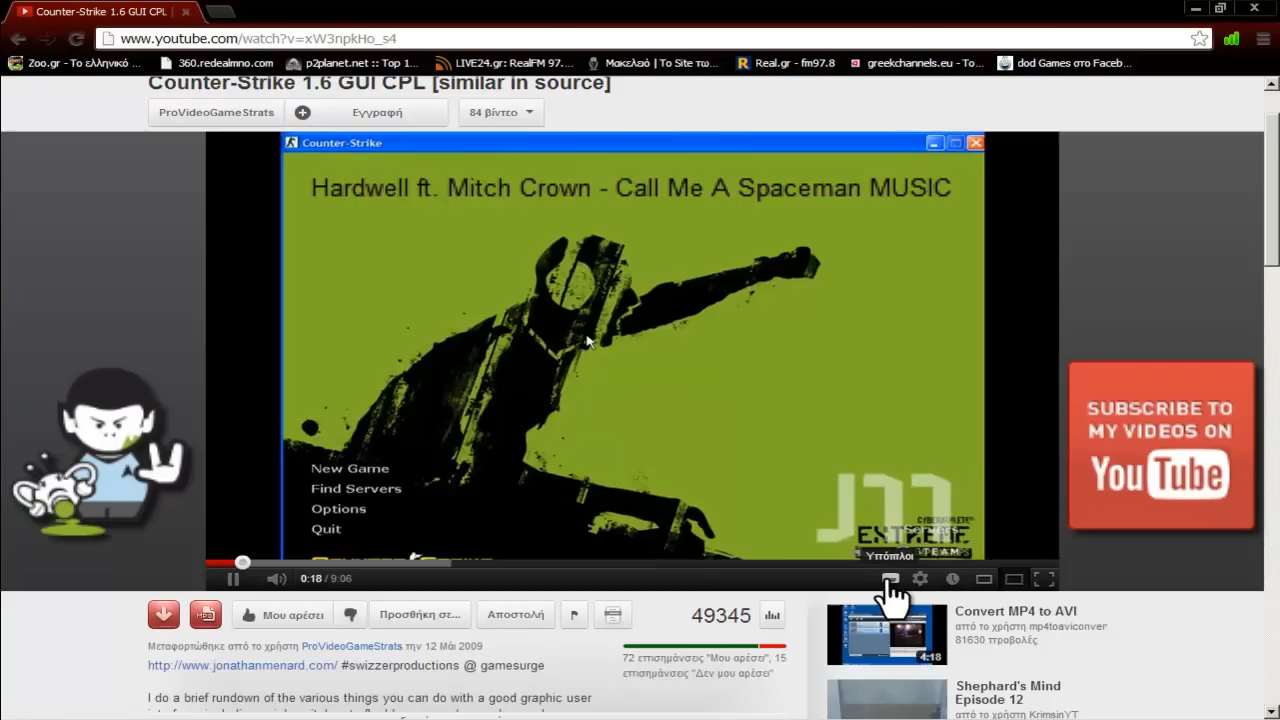 Counter-Strike 1.6 GUI CPL
www.youtube.com/watch?v=xW3npkHo_s4
Zoo.gr - Το ελληνικό ... 360.redealmno.com p2planet.net :: Top 1... LIVE24.gr: RealFM 97.... Μακελειό | Το Site τω... Real.gr - fm97.8 greekchannels.eu - Το... dod Games στο Faceb...
Counter-Strike 1.6 GUI CPL [similar in source]
ProVideoGameStrats Εγγραφή 84 βίντεο
Counter-Strike
Hardwell ft. Mitch Crown - Call Me A Spaceman MUSIC
New Game
Find Servers
Options
Quit
CYBERATHLETE
EXTREME
STEAM
Υπότιτλοι
SUBSCRIBE TO
MY VIDEOS ON
YouTube
0:18 / 9:06
MP3 Μου αρέσει Προσθήκη σε... Αποστολή 49345
Μεταφορτώθηκε από το χρήστη ProVideoGameStrats την 12 Μάι 2009
http://www.jonathanmenard.com/ #swizzerproductions @ gamesurge
I do a brief rundown of the various things you can do with a good graphic user
72 επισημάνσεις "Μου αρέσει", 15
επισημάνσεις "Δεν μου αρέσει"
Convert MP4 to AVI
από το χρήστη mp4toaviconver
81630 προβολές
4:18
Shephard's Mind
Episode 12
από το χρήστη KrimsinYT